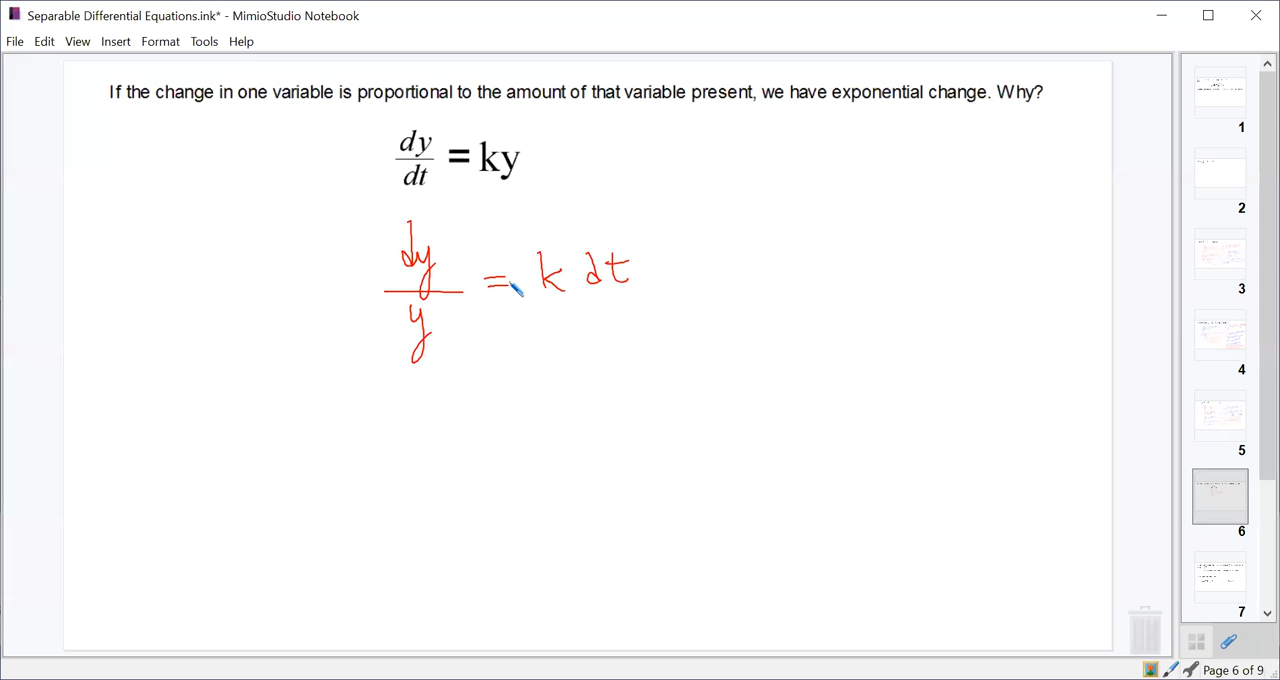 Separable Differential Equations.ink* - MimioStudio Notebook
File Edit View Insert Format Tools Help
If the change in one variable is proportional to the amount of that variable present, we have exponential change. Why?
dy/dt = ky
dy/y = k dt
1
2
3
4
5
6
7
Page 6 of 9